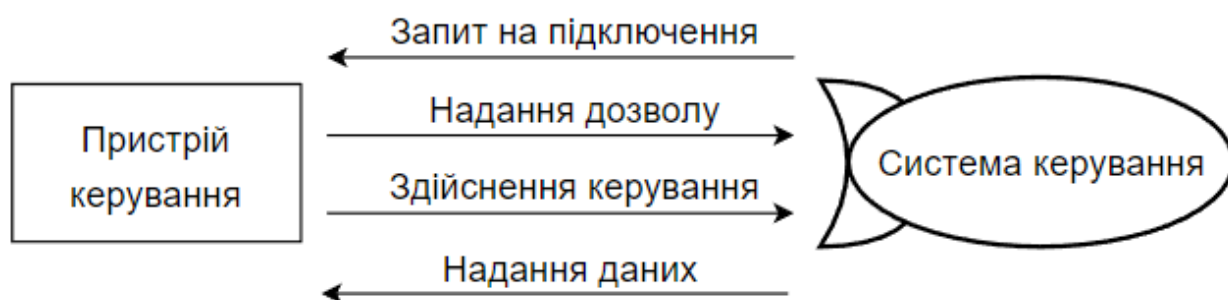 Запит на підключення
Надання дозволу
Пристрій
керування
Система керування
Здійснення керування
Надання даних